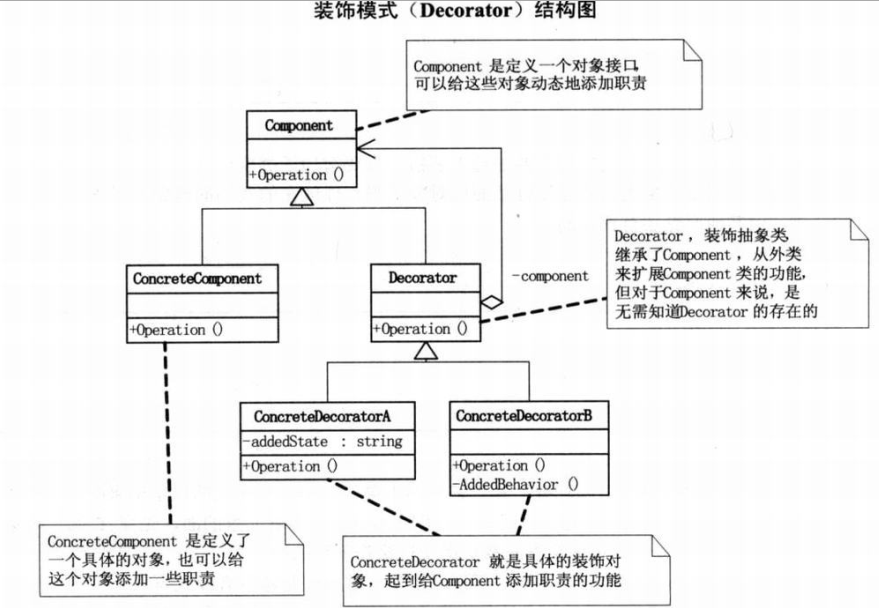 装饰模式（Decorator）结构图
Component 是定义一个对象接口，
可以给这些对象动态地添加职责
Component
+Operation ()
Decorator ，装饰抽象类，
继承了Component ，从外类
来扩展Component 类的功能，
但对于Component 来说，是
无需知道Decorator 的存在的
ConcreteComponent
+Operation ()
Decorator
+Operation ()
-component
ConcreteDecoratorA
-addedState : string
+Operation ()
ConcreteDecoratorB
+Operation ()
-AddedBehavior ()
ConcreteComponent 是定义了
一个具体的对象，也可以给
这个对象添加一些职责
ConcreteDecorator 就是具体的装饰对
象，起到给Component 添加职责的功能